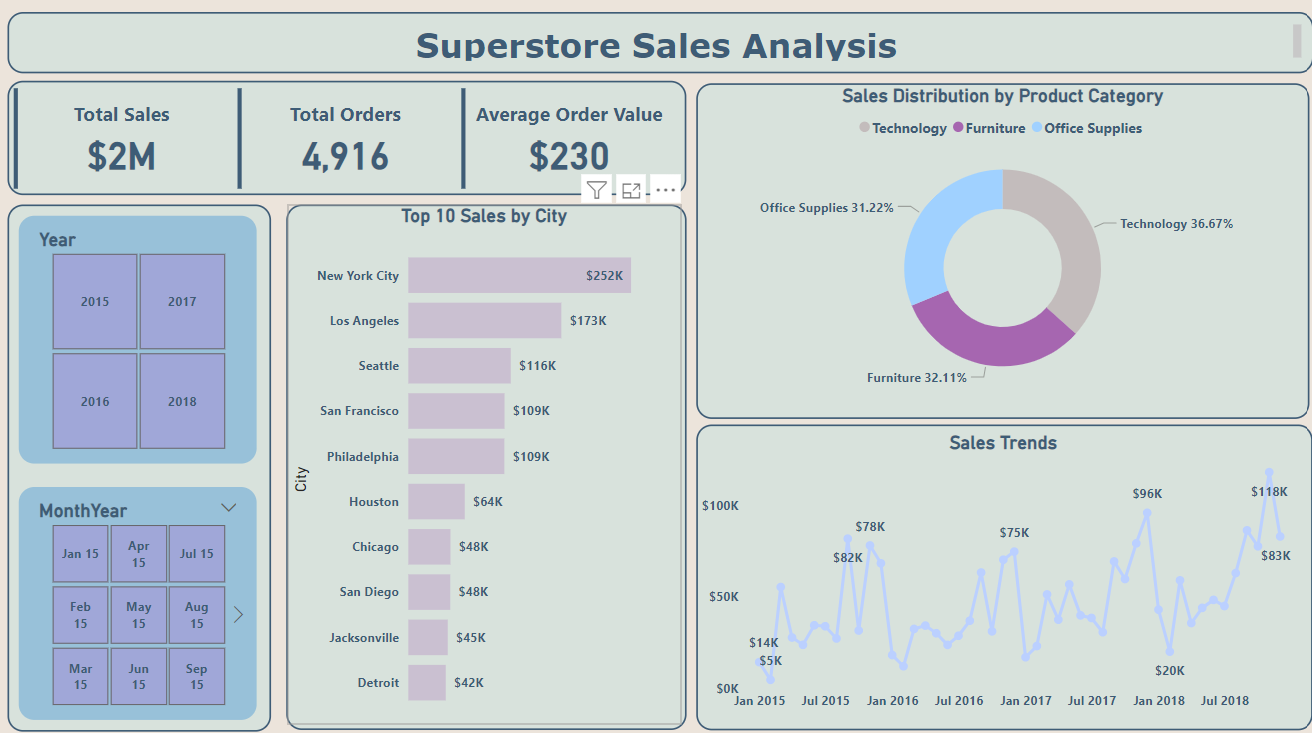 Superstore Sales Analysis
Total Sales
$2M
Total Orders
4,916
Average Order Value
$230
Year
2015
2017
2016
2018
MonthYear
Jan 15
Apr
15
Jul 15
Feb
15
May
15
Aug
15
Mar
15
Jun
15
Sep
15
Top 10 Sales by City
City
New York City $252K
Los Angeles $173K
Seattle $116K
San Francisco $109K
Philadelphia $109K
Houston $64K
Chicago $48K
San Diego $48K
Jacksonville $45K
Detroit $42K
Sales Distribution by Product Category
Technology Furniture Office Supplies
Office Supplies 31.22%
Technology 36.67%
Furniture 32.11%
Sales Trends
$100K
$50K
$0K
$14K
$5K
$82K
$78K
$75K
$96K
$20K
$118K
$83K
Jan 2015 Jul 2015 Jan 2016 Jul 2016 Jan 2017 Jul 2017 Jan 2018 Jul 2018